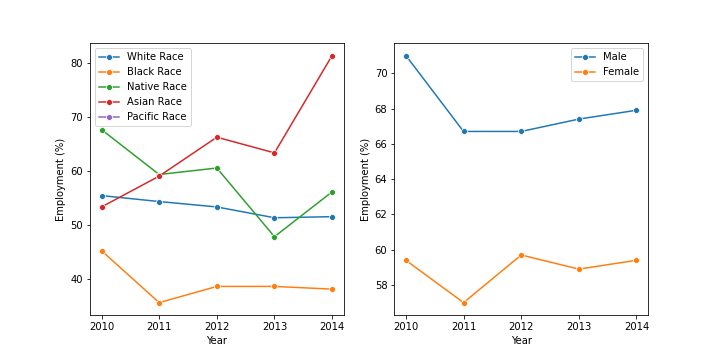 White Race
Black Race
Native Race
Asian Race
Pacific Race
80
70
60
50
40
Employment (%)
2010 2011 2012 2013 2014
Year
Male
Female
70
68
66
64
62
60
58
Employment (%)
2010 2011 2012 2013 2014
Year